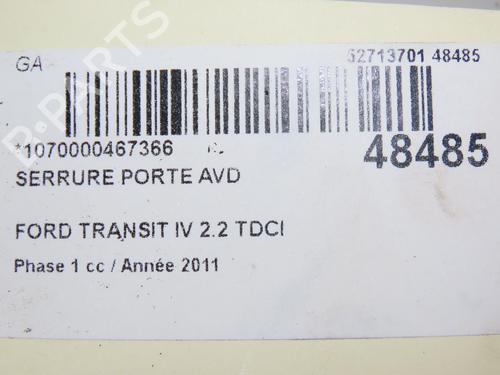 GA
52713701 48485
*1070000467366
48485
SERRURE PORTE AVD
FORD TRANSIT IV 2.2 TDCI
Phase 1 cc / Année 2011
B-PARTS